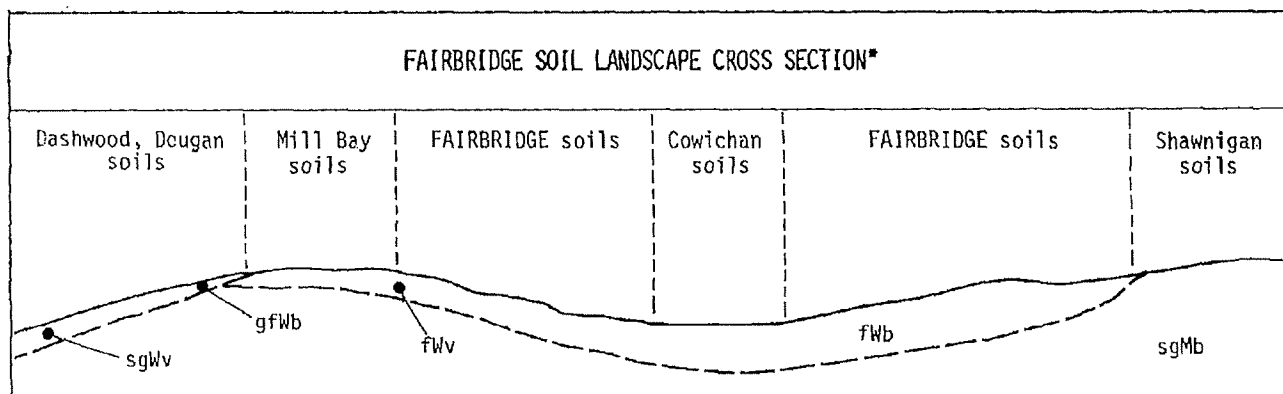 FAIRBRIDGE SOIL LANDSCAPE CROSS SECTION*
Dashwood, Dougan
soils
Mill Bay
soils
FAIRBRIDGE soils
Cowichan
soils
FAIRBRIDGE soils
Shawnigan
soils
sgWv
gfWb
fWv
fWb
sgMb